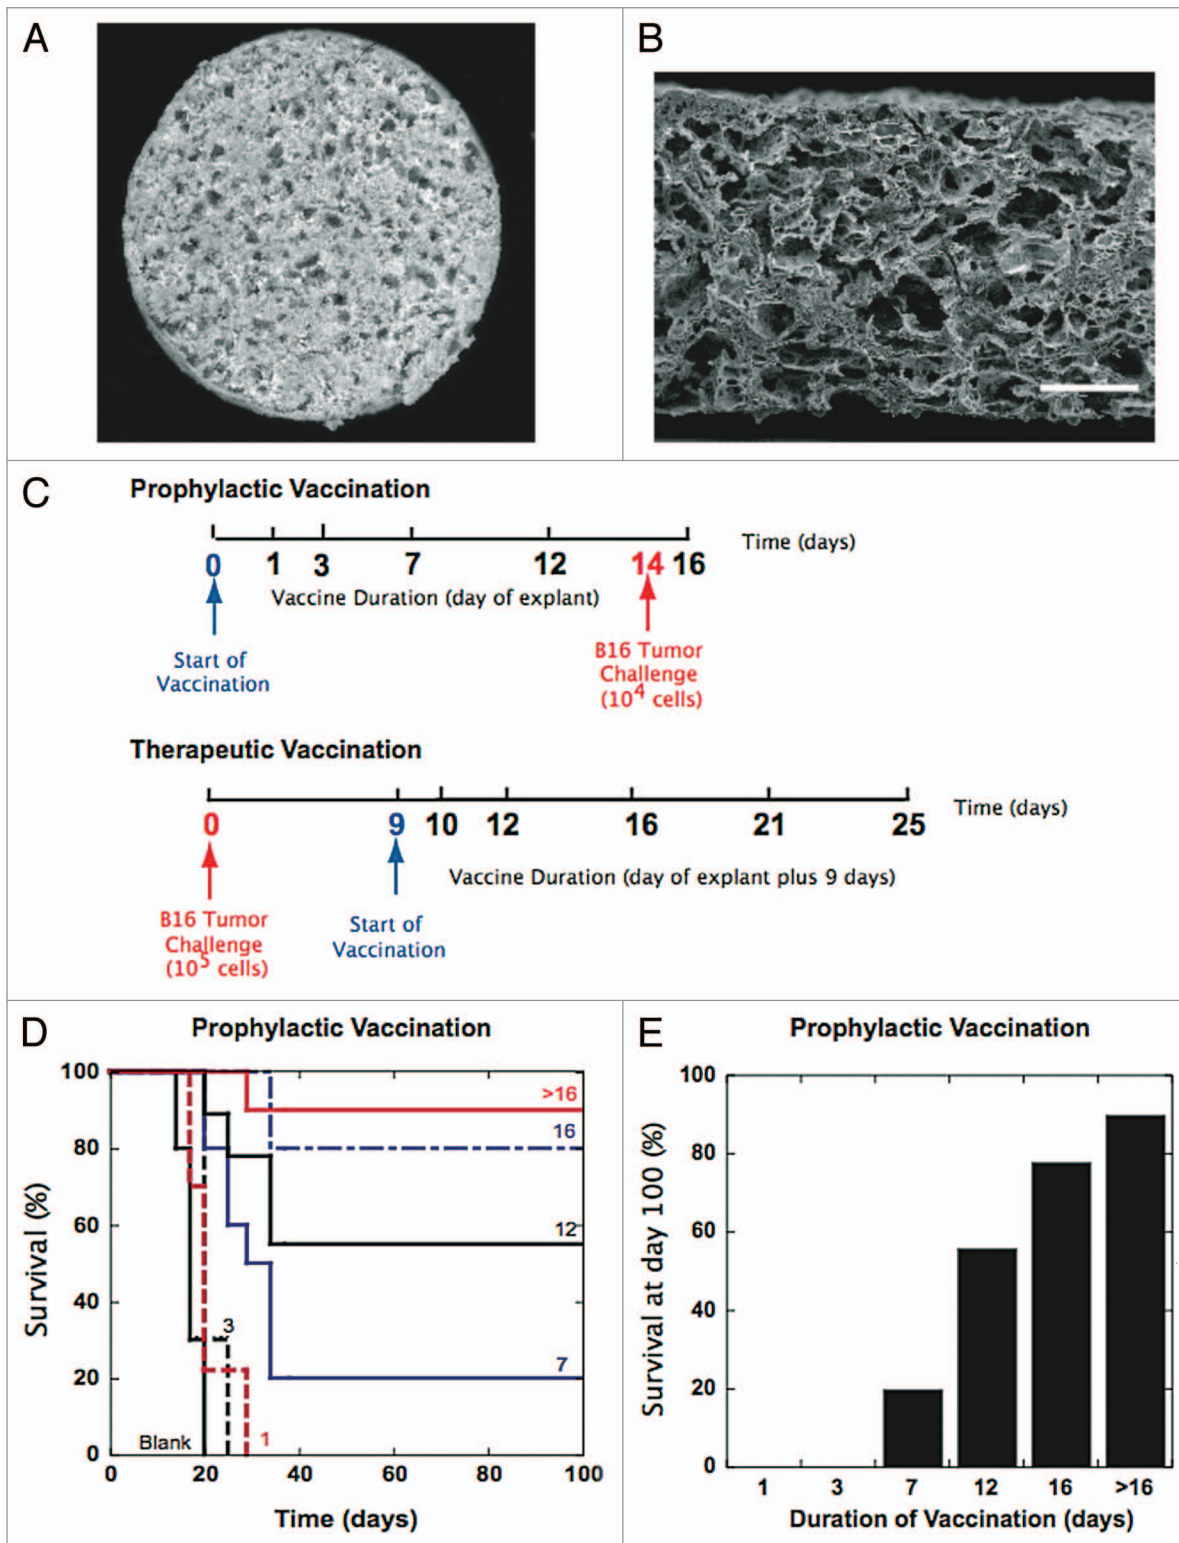 A
B
C
Prophylactic Vaccination
0 1 3 7 12 14 16
Time (days)
Vaccine Duration (day of explant)
Start of
Vaccination
B16 Tumor
Challenge
(10^4 cells)
Therapeutic Vaccination
0 9 10 12 16 21 25
Time (days)
Vaccine Duration (day of explant plus 9 days)
B16 Tumor
Challenge
(10^5 cells)
Start of
Vaccination
D
Prophylactic Vaccination
Survival (%)
100
80
60
40
20
0
>16
16
12
7
3
1
Blank
0 20 40 60 80 100
Time (days)
E
Prophylactic Vaccination
Survival at day 100 (%)
100
80
60
40
20
0
1 3 7 12 16 >16
Duration of Vaccination (days)